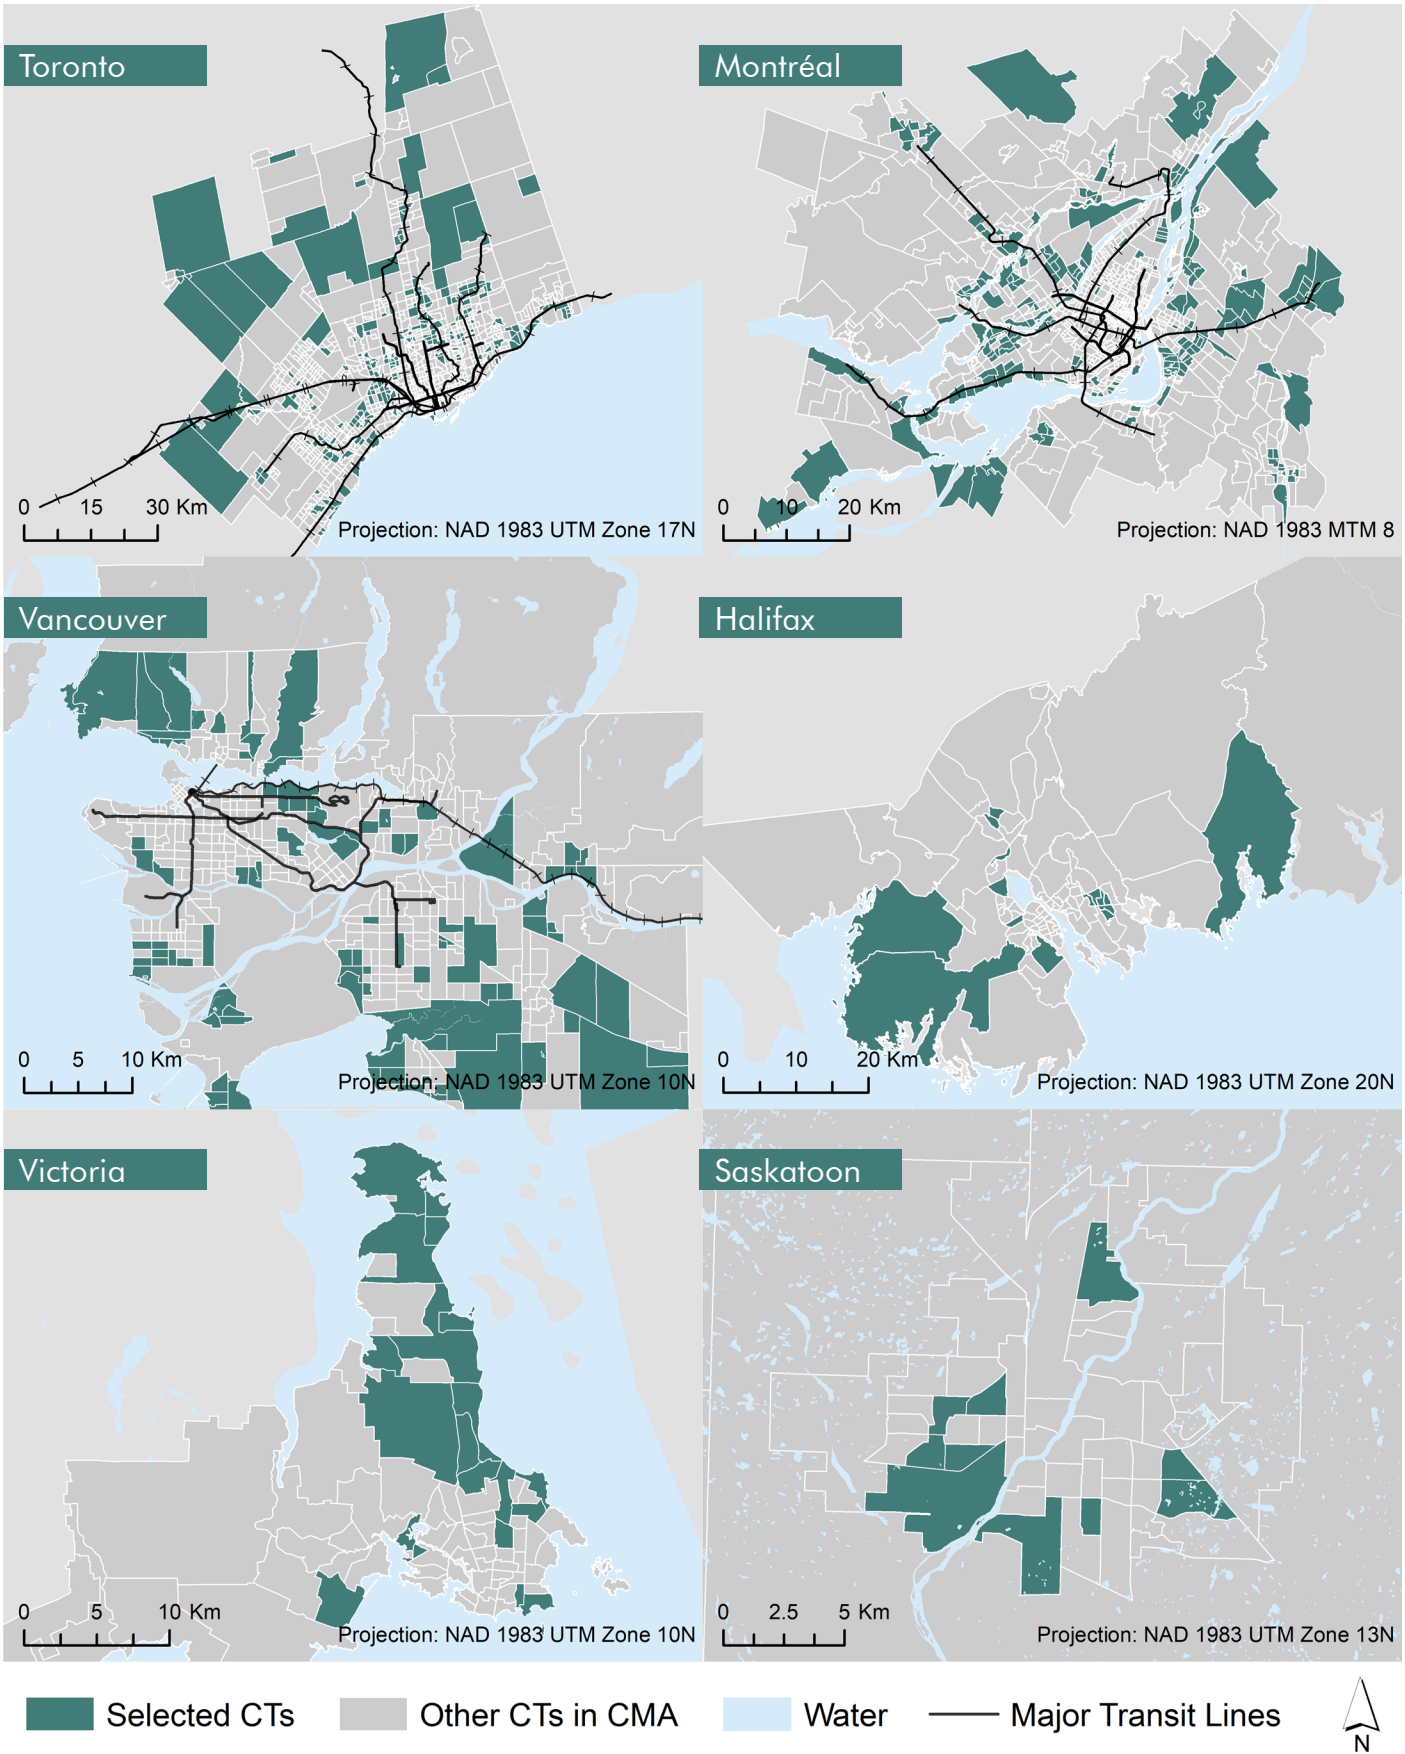 Toronto
0 15 30 Km
Projection: NAD 1983 UTM Zone 17N
Montréal
0 10 20 Km
Projection: NAD 1983 MTM 8
Vancouver
0 5 10 Km
Projection: NAD 1983 UTM Zone 10N
Halifax
0 10 20 Km
Projection: NAD 1983 UTM Zone 20N
Victoria
0 5 10 Km
Projection: NAD 1983 UTM Zone 10N
Saskatoon
0 2.5 5 Km
Projection: NAD 1983 UTM Zone 13N
Selected CTs
Other CTs in CMA
Water
Major Transit Lines
N